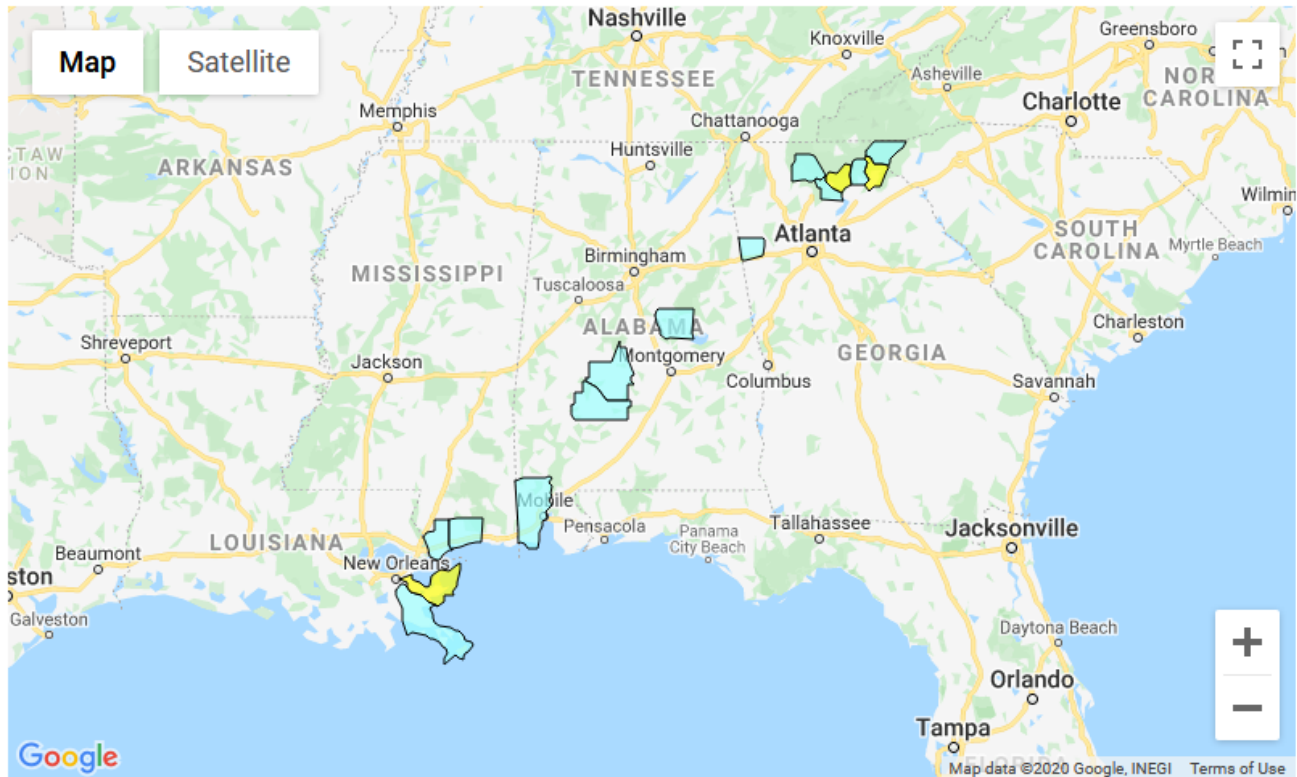 Nashville
Knoxville
Greensboro
Map
Satellite
TENNESSEE
Asheville
NOR
CAROLINA
Charlotte
Memphis
Chattanooga
Huntsville
CTAW
ION
ARKANSAS
Wilmin
Atlanta
SOUTH
CAROLINA
Myrtle Beach
Birmingham
MISSISSIPPI
Tuscaloosa
ALABAMA
Charleston
Shreveport
Montgomery
GEORGIA
Jackson
Columbus
Savannah
Mobile
Pensacola
Panama
City Beach
Tallahassee
Jacksonville
LOUISIANA
Beaumont
New Orleans
ston
Galveston
Daytona Beach
+
Orlando
−
Tampa
FLORIDA
Google
Map data ©2020 Google, INEGI
Terms of Use